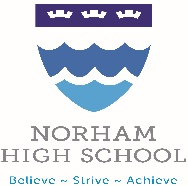 NORHAM
HIGH SCHOOL
Believe ~ Strive ~ Achieve